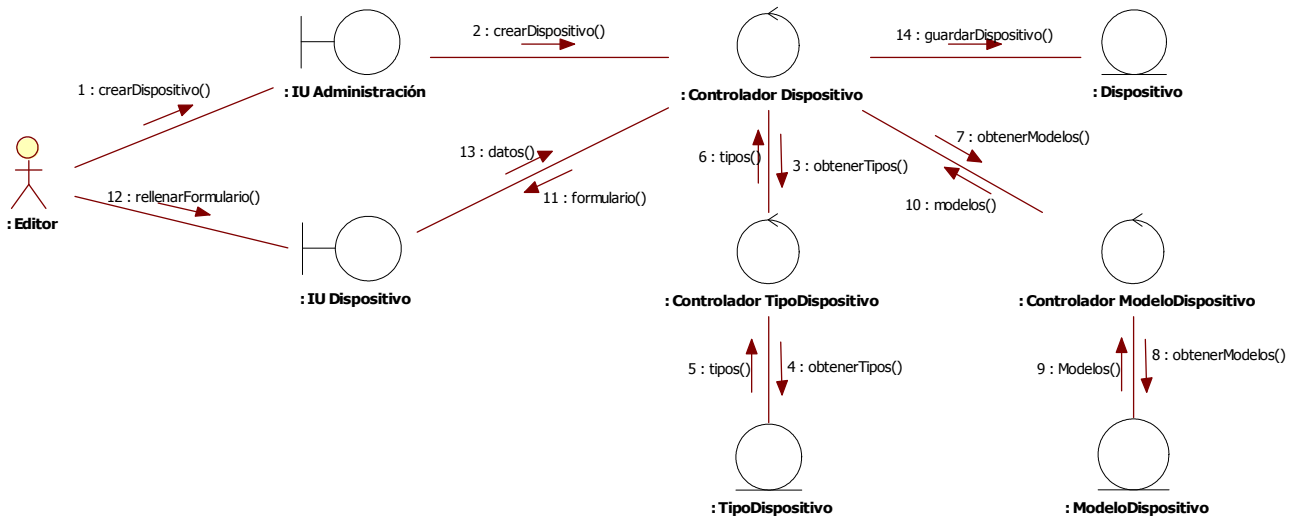 2 : crearDispositivo()
14 : guardarDispositivo()
1 : crearDispositivo()
: IU Administración
: Controlador Dispositivo
: Dispositivo
13 : datos()
6 : tipos()
3 : obtenerTipos()
7 : obtenerModelos()
12 : rellenarFormulario()
11 : formulario()
10 : modelos()
: Editor
: IU Dispositivo
: Controlador TipoDispositivo
: Controlador ModeloDispositivo
5 : tipos()
4 : obtenerTipos()
9 : Modelos()
8 : obtenerModelos()
: TipoDispositivo
: ModeloDispositivo